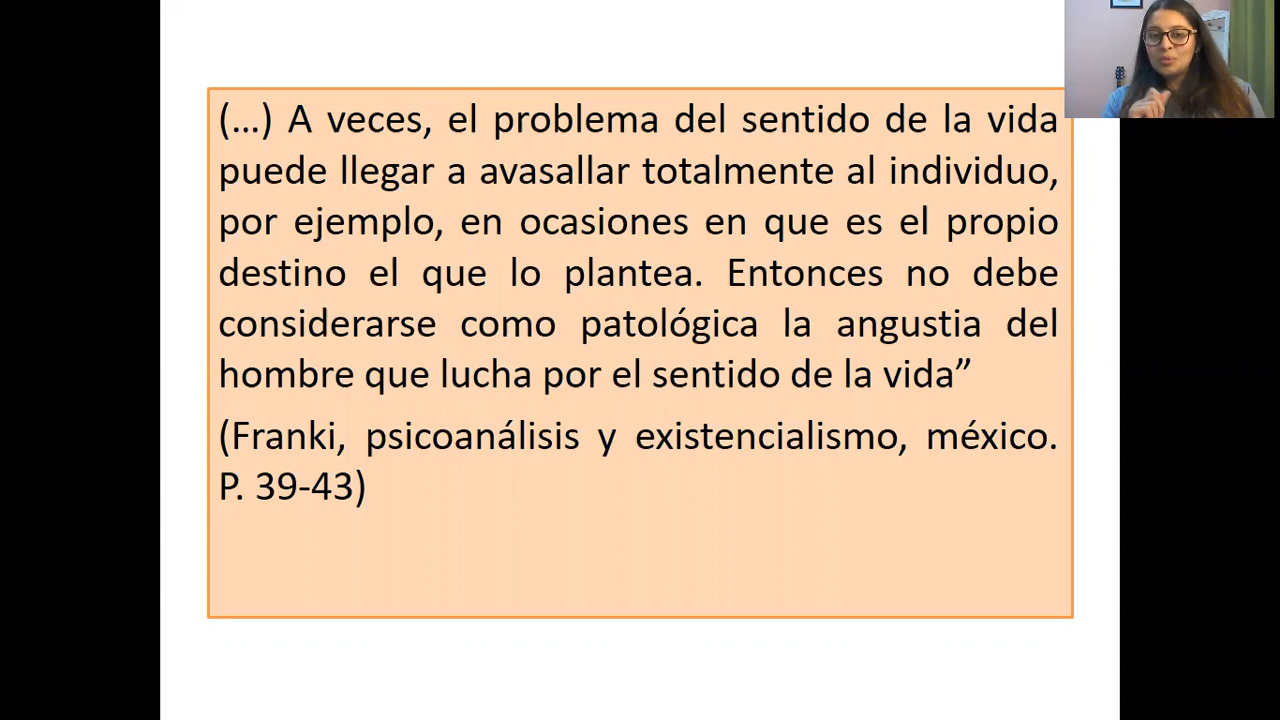 (…) A veces, el problema del sentido de la vida
puede llegar a avasallar totalmente al individuo,
por ejemplo, en ocasiones en que es el propio
destino el que lo plantea. Entonces no debe
considerarse como patológica la angustia del
hombre que lucha por el sentido de la vida”
(Franki, psicoanálisis y existencialismo, méxico.
P. 39-43)